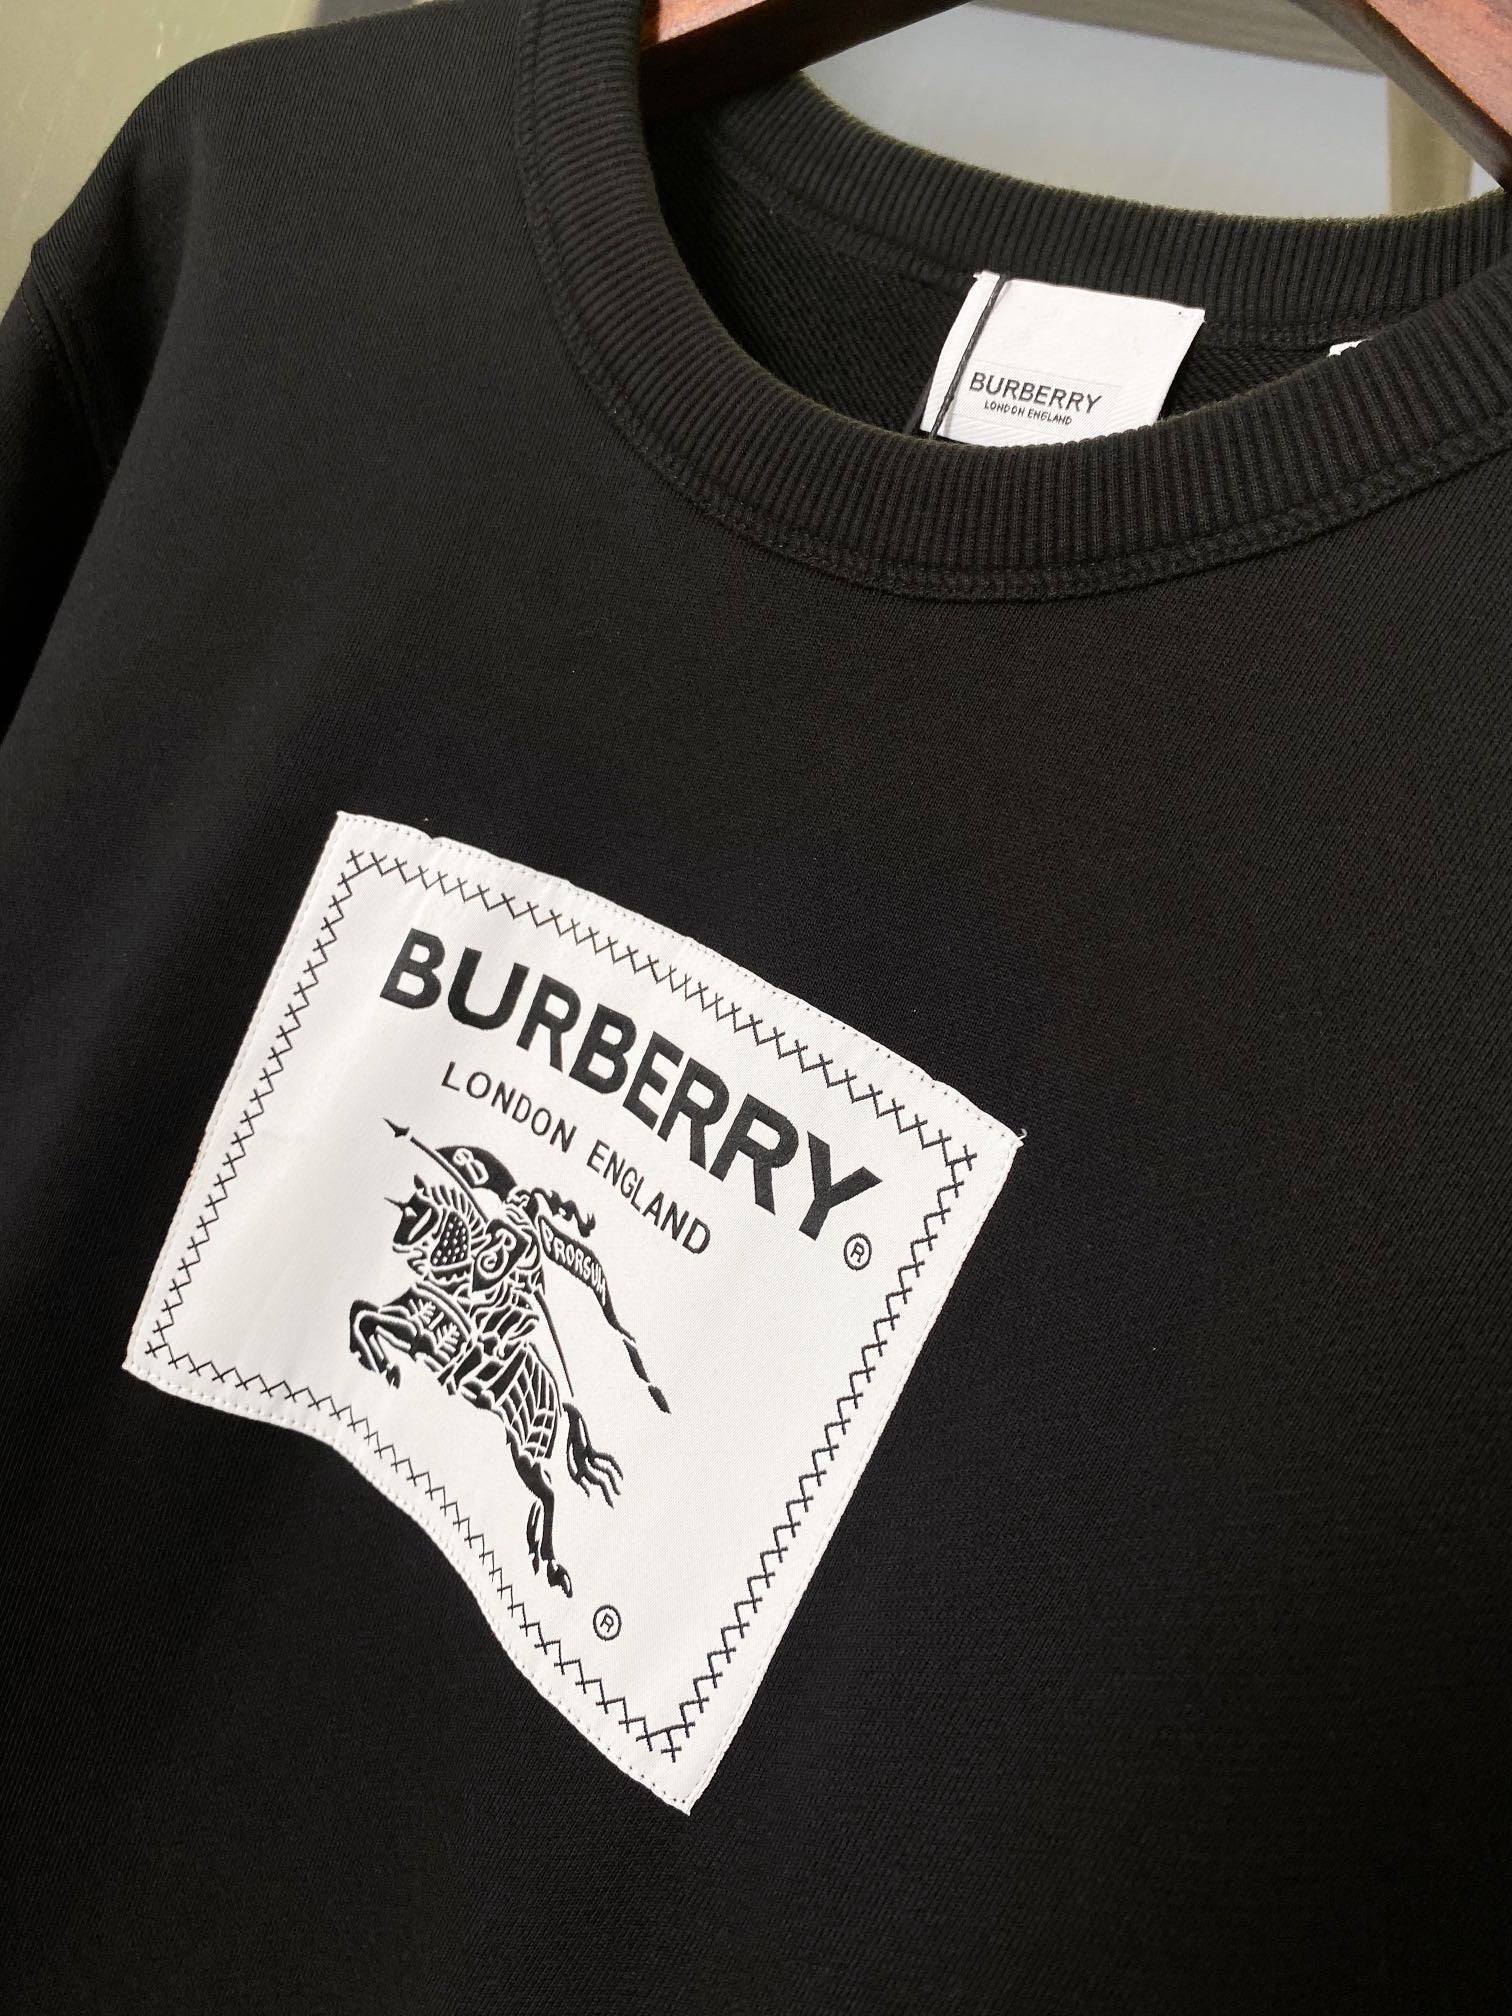 BURBERRY
LONDON ENGLAND
BURBERRY ®
LONDON ENGLAND
B
PRORSUM
®